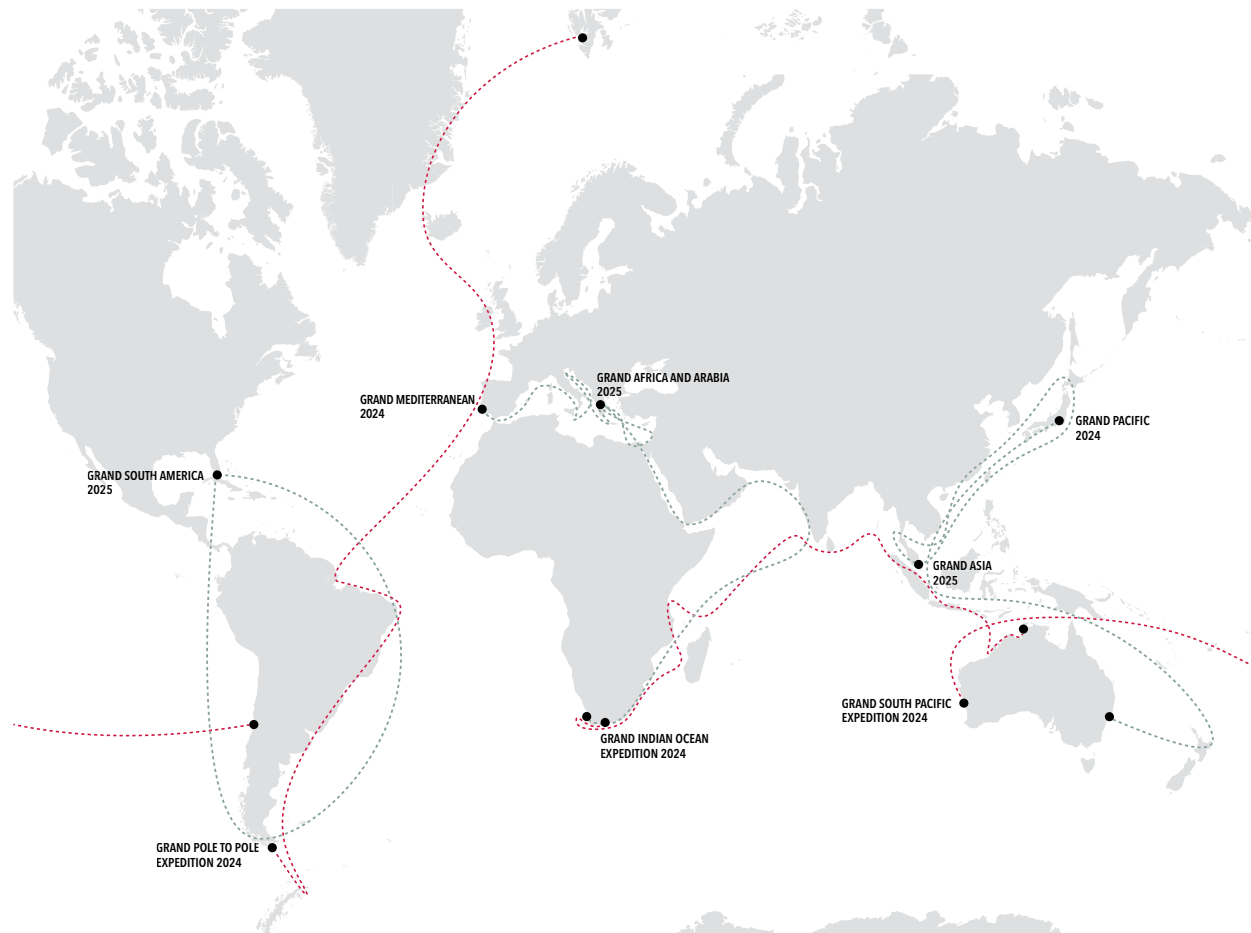 GRAND AFRICA AND ARABIA
2025
GRAND MEDITERRANEAN
2024
GRAND PACIFIC
2024
GRAND SOUTH AMERICA
2025
GRAND ASIA
2025
GRAND SOUTH PACIFIC
EXPEDITION 2024
GRAND INDIAN OCEAN
EXPEDITION 2024
GRAND POLE TO POLE
EXPEDITION 2024